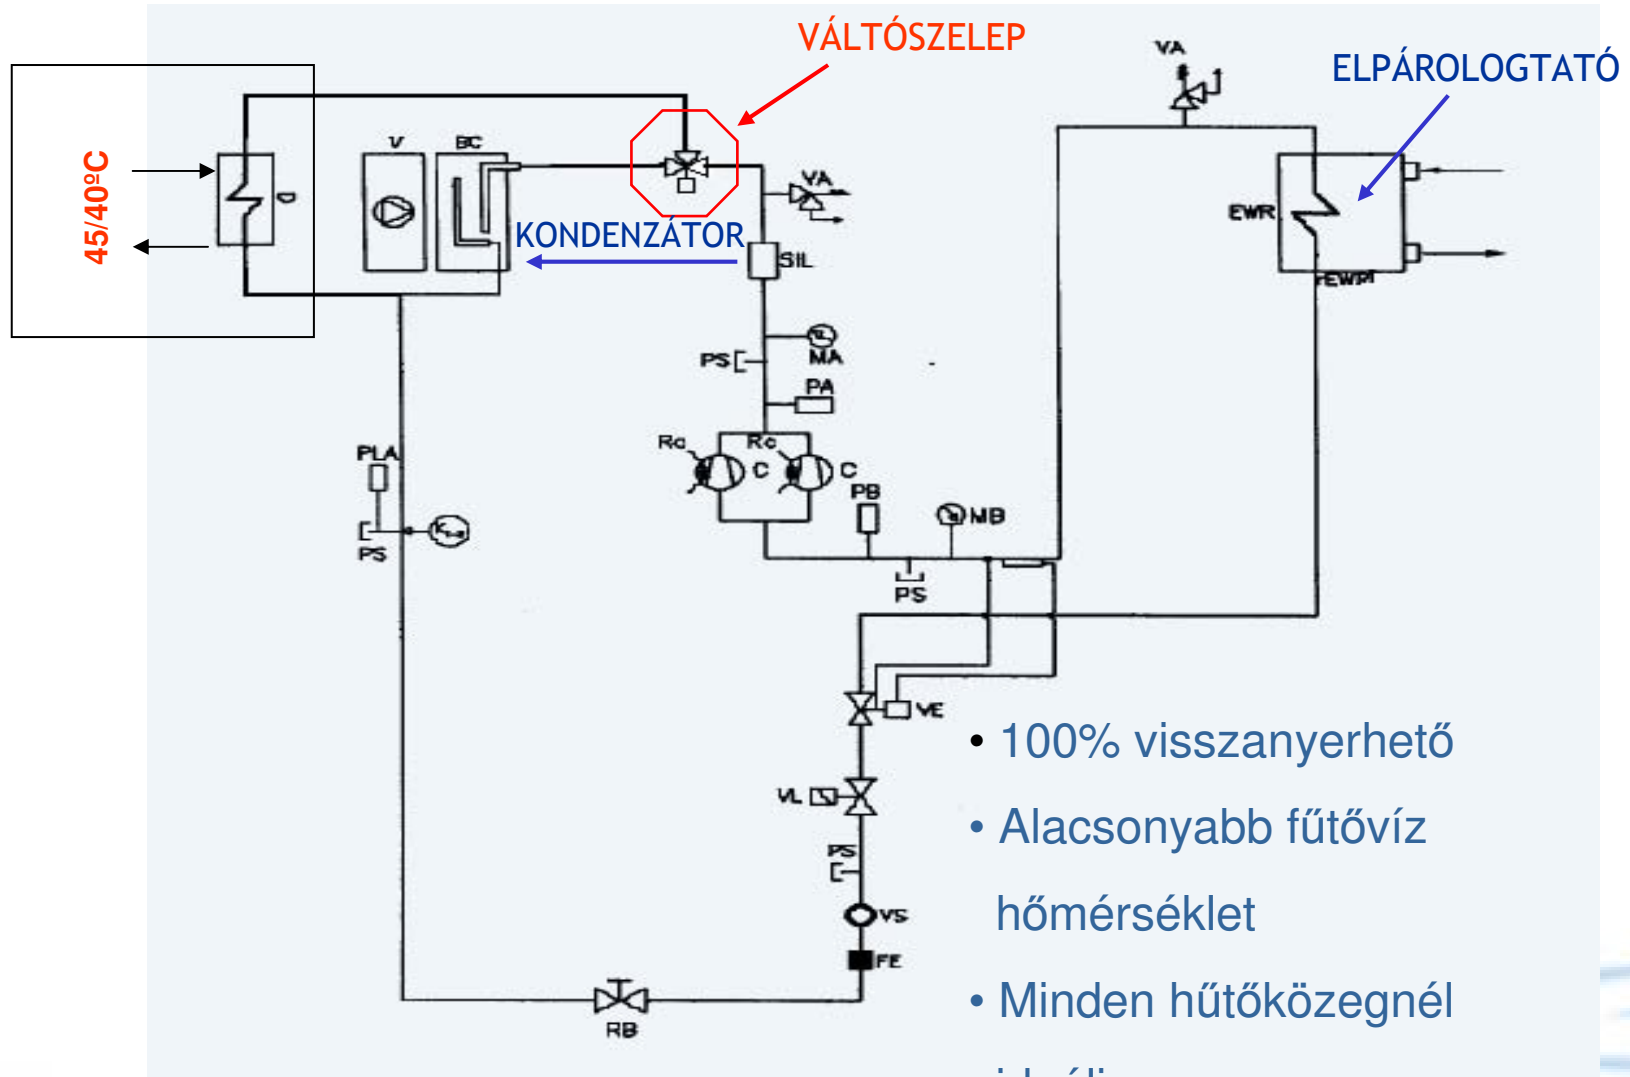 VÁLTÓSZELEP
VA
ELPÁROLOGTATÓ
45/40ºC
V
BC
D
VA
EWR
KONDENZÁTOR
SIL
PS
MA
PA
Rc
Rc
C
C
PLA
PB
MB
PS
PS
VE
• 100% visszanyerhető
VL
• Alacsonyabb fűtővíz
PS
hőmérséklet
VS
FE
• Minden hűtőközegnél
RB